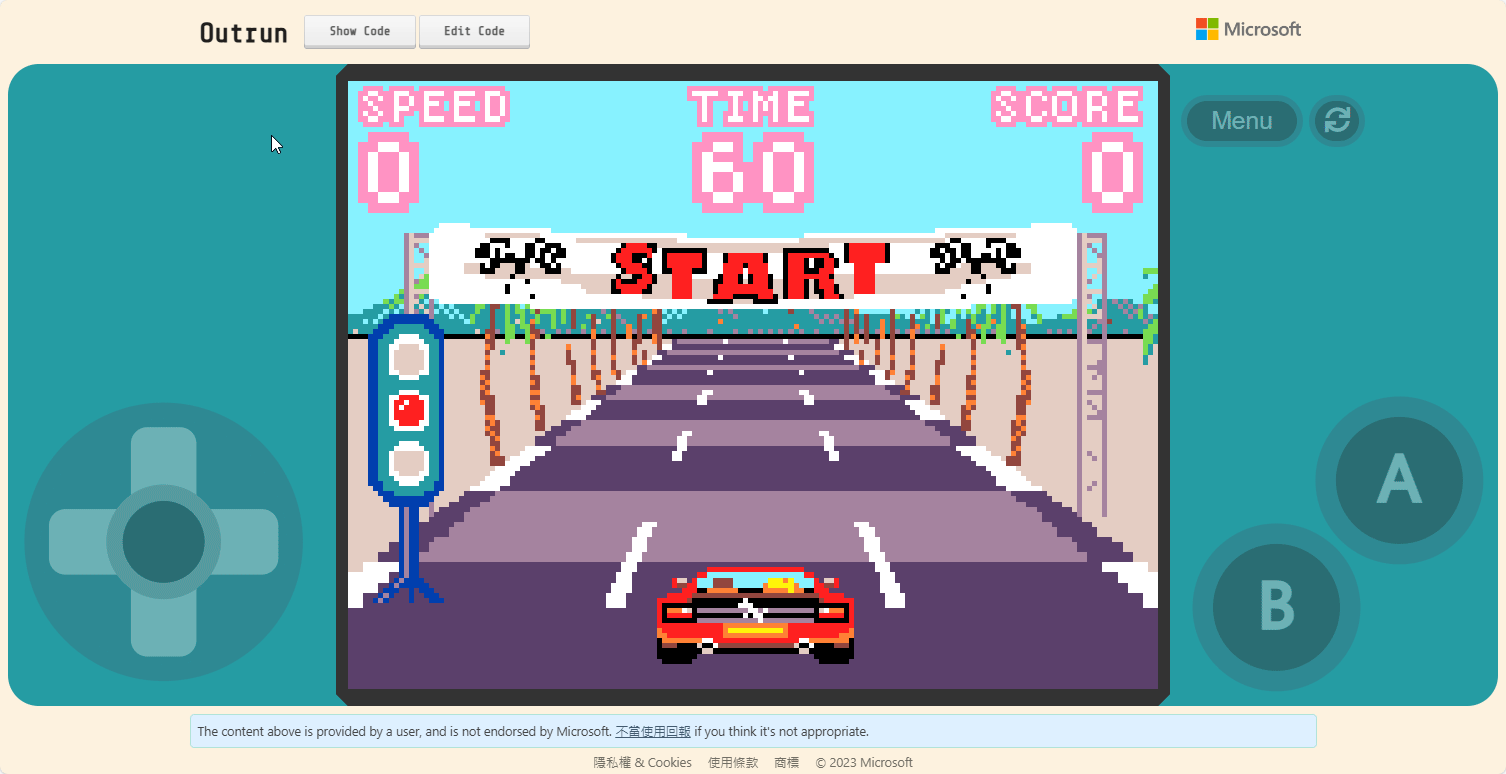 Outrun
Show Code
Edit Code
Microsoft
SPEED
TIME
SCORE
0
60
0
Menu
START
A
B
The content above is provided by a user, and is not endorsed by Microsoft. 不當使用回報 if you think it's not appropriate.
隱私權 & Cookies 使用條款 商標 © 2023 Microsoft